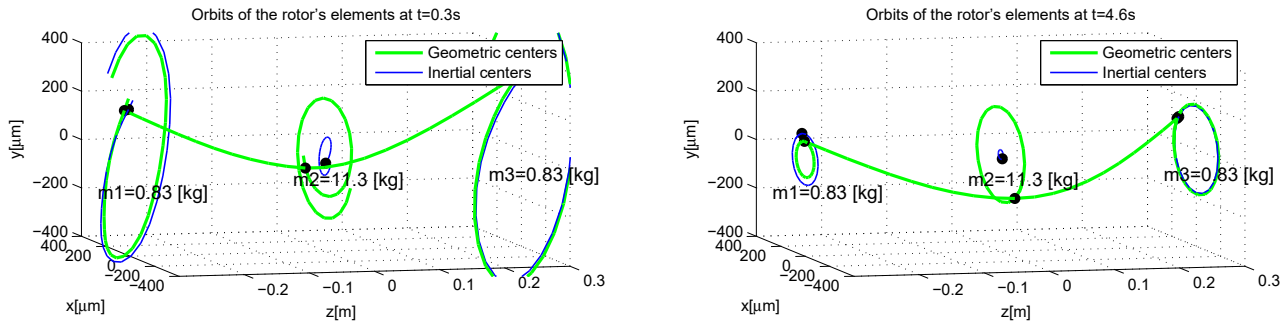 Orbits of the rotor's elements at t=0.3s
400
200
0
−200
−400
y[μm]
400
200
0
−200
−400
x[μm]
−0.2
−0.1
0
0.1
0.2
0.3
z[m]
Geometric centers
Inertial centers
m1=0.83 [kg]
m2=11.3 [kg]
m3=0.83 [kg]
Orbits of the rotor's elements at t=4.6s
400
200
0
−200
−400
y[μm]
400
200
0
−200
−400
x[μm]
−0.2
−0.1
0
0.1
0.2
0.3
z[m]
Geometric centers
Inertial centers
m1=0.83 [kg]
m2=11.3 [kg]
m3=0.83 [kg]